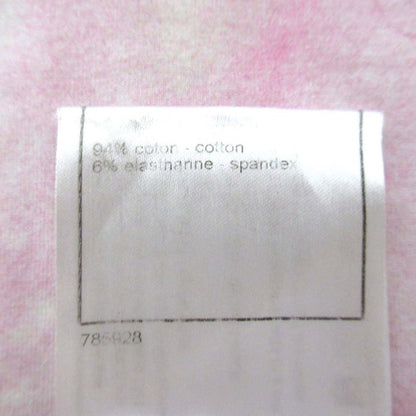 94% coton - cotton
6% elasthanne - spandex
785928